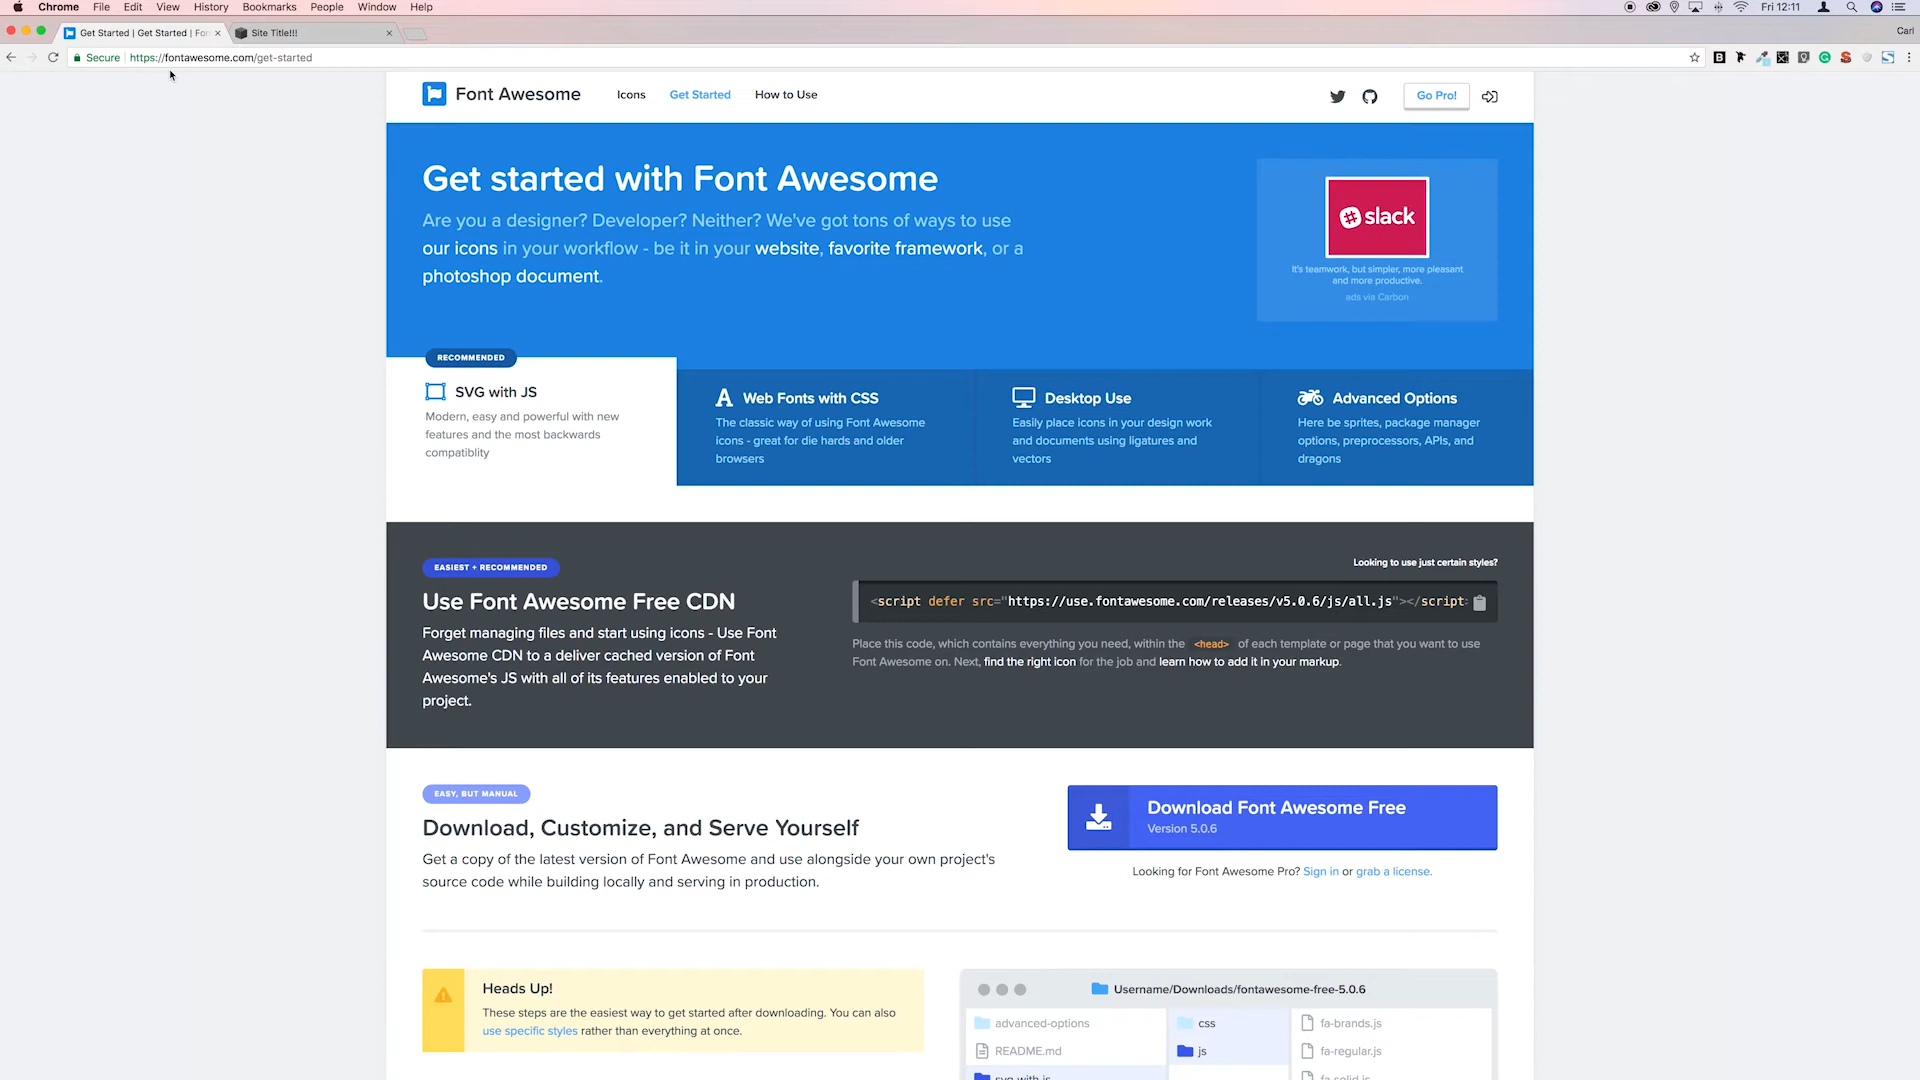 Chrome File Edit View History Bookmarks People Window Help
Fri 12:11
Get Started | Get Started | Fo
Site Title!!!
Carl
Secure https://fontawesome.com/get-started
Font Awesome
Icons
Get Started
How to Use
Go Pro!
Get started with Font Awesome
Are you a designer? Developer? Neither? We've got tons of ways to use
our icons in your workflow - be it in your website, favorite framework, or a
photoshop document.
slack
It's teamwork, but simpler, more pleasant
and more productive.
ads via Carbon
RECOMMENDED
SVG with JS
Modern, easy and powerful with new
features and the most backwards
compatiblity
Web Fonts with CSS
The classic way of using Font Awesome
icons - great for die hards and older
browsers
Desktop Use
Easily place icons in your design work
and documents using ligatures and
vectors
Advanced Options
Here be sprites, package manager
options, preprocessors, APIs, and
dragons
EASIEST + RECOMMENDED
Use Font Awesome Free CDN
Forget managing files and start using icons - Use Font
Awesome CDN to a deliver cached version of Font
Awesome's JS with all of its features enabled to your
project.
Looking to use just certain styles?
<script defer src="https://use.fontawesome.com/releases/v5.0.6/js/all.js"></script>
Place this code, which contains everything you need, within the <head> of each template or page that you want to use
Font Awesome on. Next, find the right icon for the job and learn how to add it in your markup.
EASY, BUT MANUAL
Download, Customize, and Serve Yourself
Get a copy of the latest version of Font Awesome and use alongside your own project's
source code while building locally and serving in production.
Download Font Awesome Free
Version 5.0.6
Looking for Font Awesome Pro? Sign in or grab a license.
Heads Up!
These steps are the easiest way to get started after downloading. You can also
use specific styles rather than everything at once.
Username/Downloads/fontawesome-free-5.0.6
advanced-options
README.md
svg-with-js
css
js
fa-brands.js
fa-regular.js
fa-solid.js